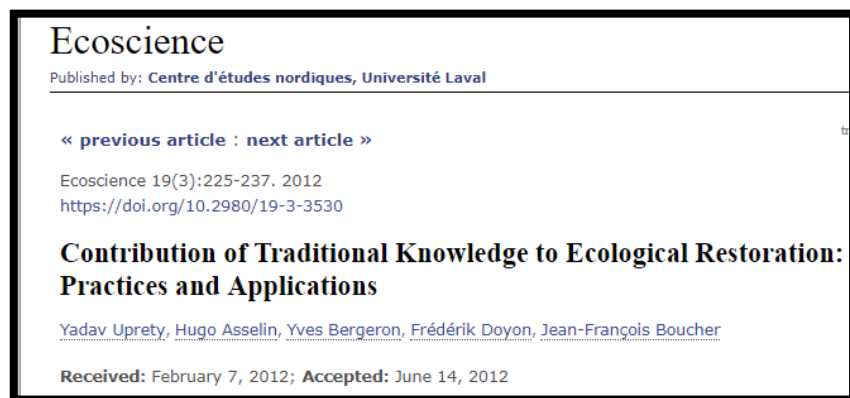 Ecoscience
Published by: Centre d'études nordiques, Université Laval
« previous article : next article »
Ecoscience 19(3):225-237. 2012
https://doi.org/10.2980/19-3-3530
Contribution of Traditional Knowledge to Ecological Restoration:
Practices and Applications
Yadav Uprety, Hugo Asselin, Yves Bergeron, Frédérik Doyon, Jean-François Boucher
Received: February 7, 2012; Accepted: June 14, 2012